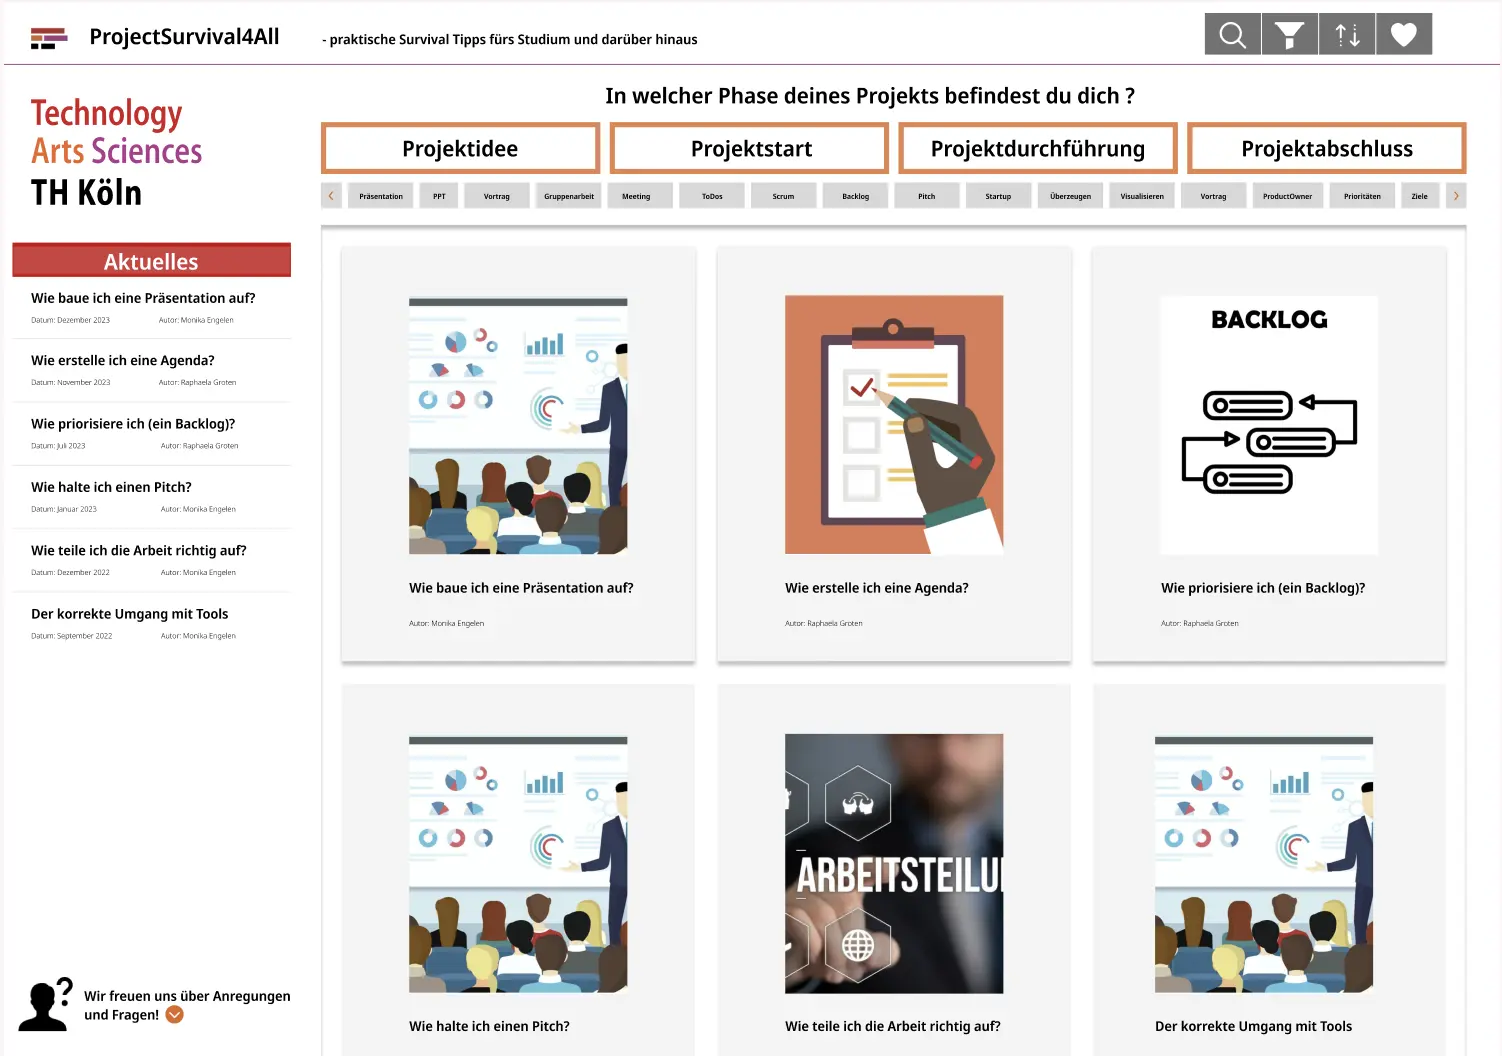 ProjectSurvival4All
- praktische Survival Tipps fürs Studium und darüber hinaus
Technology
Arts Sciences
TH Köln
In welcher Phase deines Projekts befindest du dich ?
Projektidee
Projektstart
Projektdurchführung
Projektabschluss
Präsentation
PPT
Vortrag
Gruppenarbeit
Meeting
ToDos
Scrum
Backlog
Pitch
Startup
Überzeugen
Visualisieren
Vortrag
ProductOwner
Prioritäten
Ziele
Aktuelles
Wie baue ich eine Präsentation auf?
Datum: Dezember 2023 Autor: Monika Engelen
Wie erstelle ich eine Agenda?
Datum: November 2023 Autor: Raphaela Groten
Wie priorisiere ich (ein Backlog)?
Datum: Juli 2023 Autor: Raphaela Groten
Wie halte ich einen Pitch?
Datum: Januar 2023 Autor: Monika Engelen
Wie teile ich die Arbeit richtig auf?
Datum: Dezember 2022 Autor: Monika Engelen
Der korrekte Umgang mit Tools
Datum: September 2022 Autor: Monika Engelen
Wir freuen uns über Anregungen
und Fragen!
Wie baue ich eine Präsentation auf?
Autor: Monika Engelen
Wie erstelle ich eine Agenda?
Autor: Raphaela Groten
BACKLOG
Wie priorisiere ich (ein Backlog)?
Autor: Raphaela Groten
Wie halte ich einen Pitch?
ARBEITSTEILU
Wie teile ich die Arbeit richtig auf?
Der korrekte Umgang mit Tools